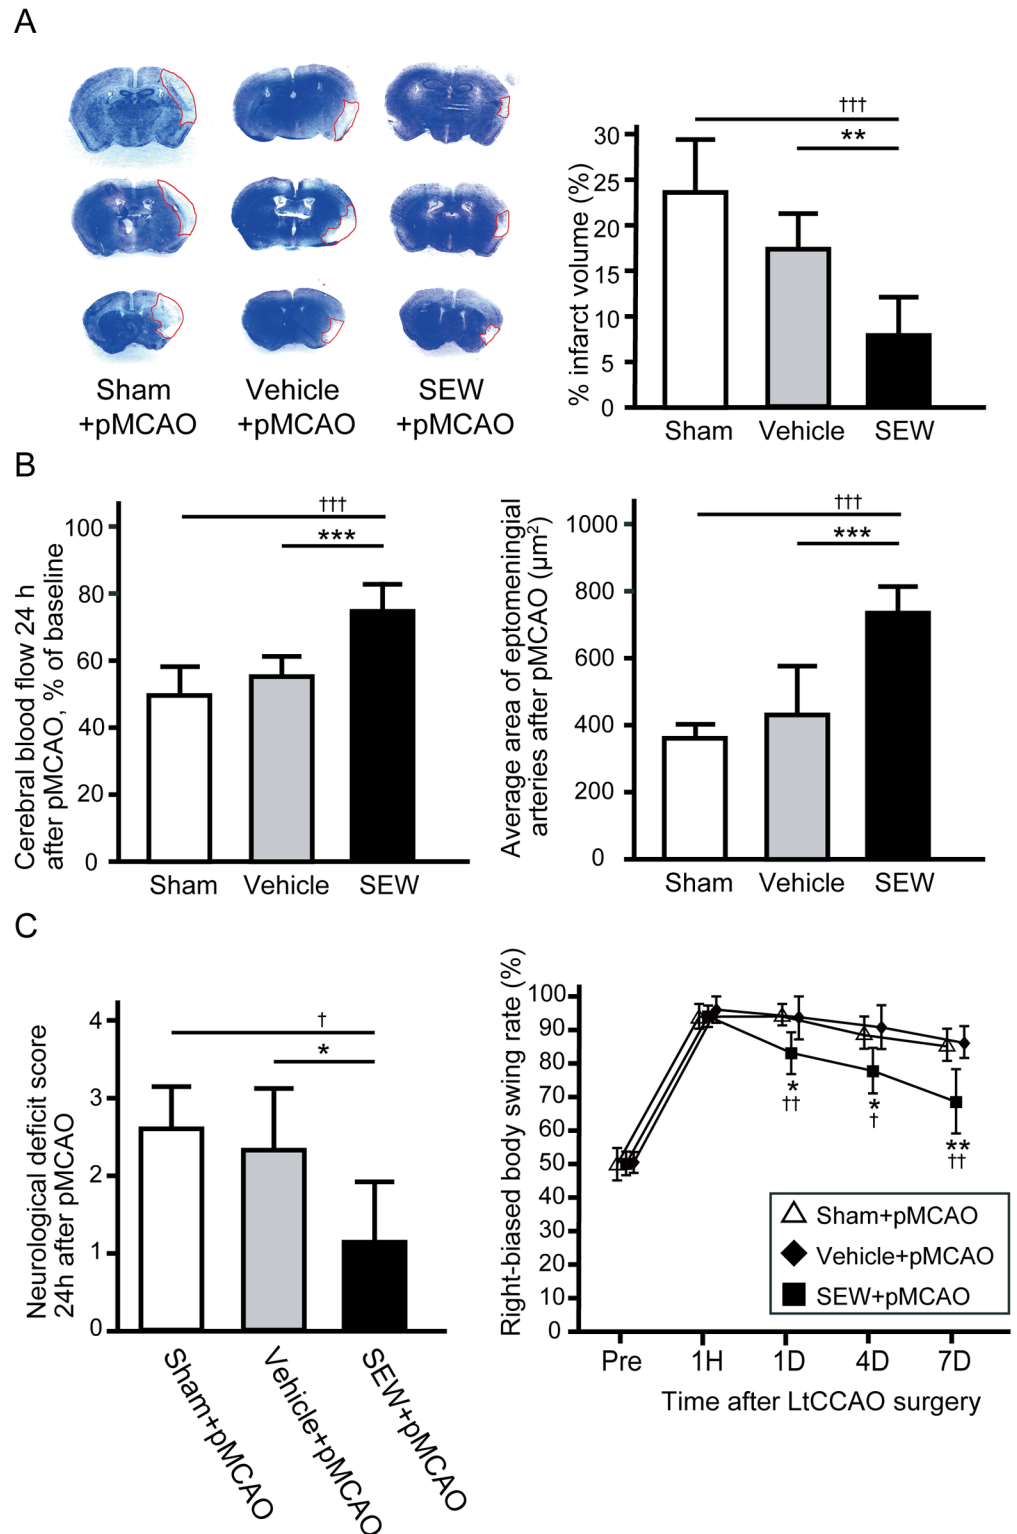 A
Sham
+pMCAO
Vehicle
+pMCAO
SEW
+pMCAO
% infarct volume (%)
30
25
20
15
10
5
0
†††
**
Sham
Vehicle
SEW
B
Cerebral blood flow 24 h
after pMCAO, % of baseline
100
80
60
40
20
0
†††
***
Sham
Vehicle
SEW
Average area of eptomeningial
arteries after pMCAO (µm²)
1000
800
600
400
200
0
†††
***
Sham
Vehicle
SEW
C
Neurological deficit score
24h after pMCAO
4
3
2
1
0
†
*
Sham+pMCAO
Vehicle+pMCAO
SEW+pMCAO
Right-biased body swing rate (%)
100
90
80
70
60
50
40
30
20
10
0
*
††
*
†
**
††
Sham+pMCAO
Vehicle+pMCAO
SEW+pMCAO
Pre
1H
1D
4D
7D
Time after LtCCAO surgery